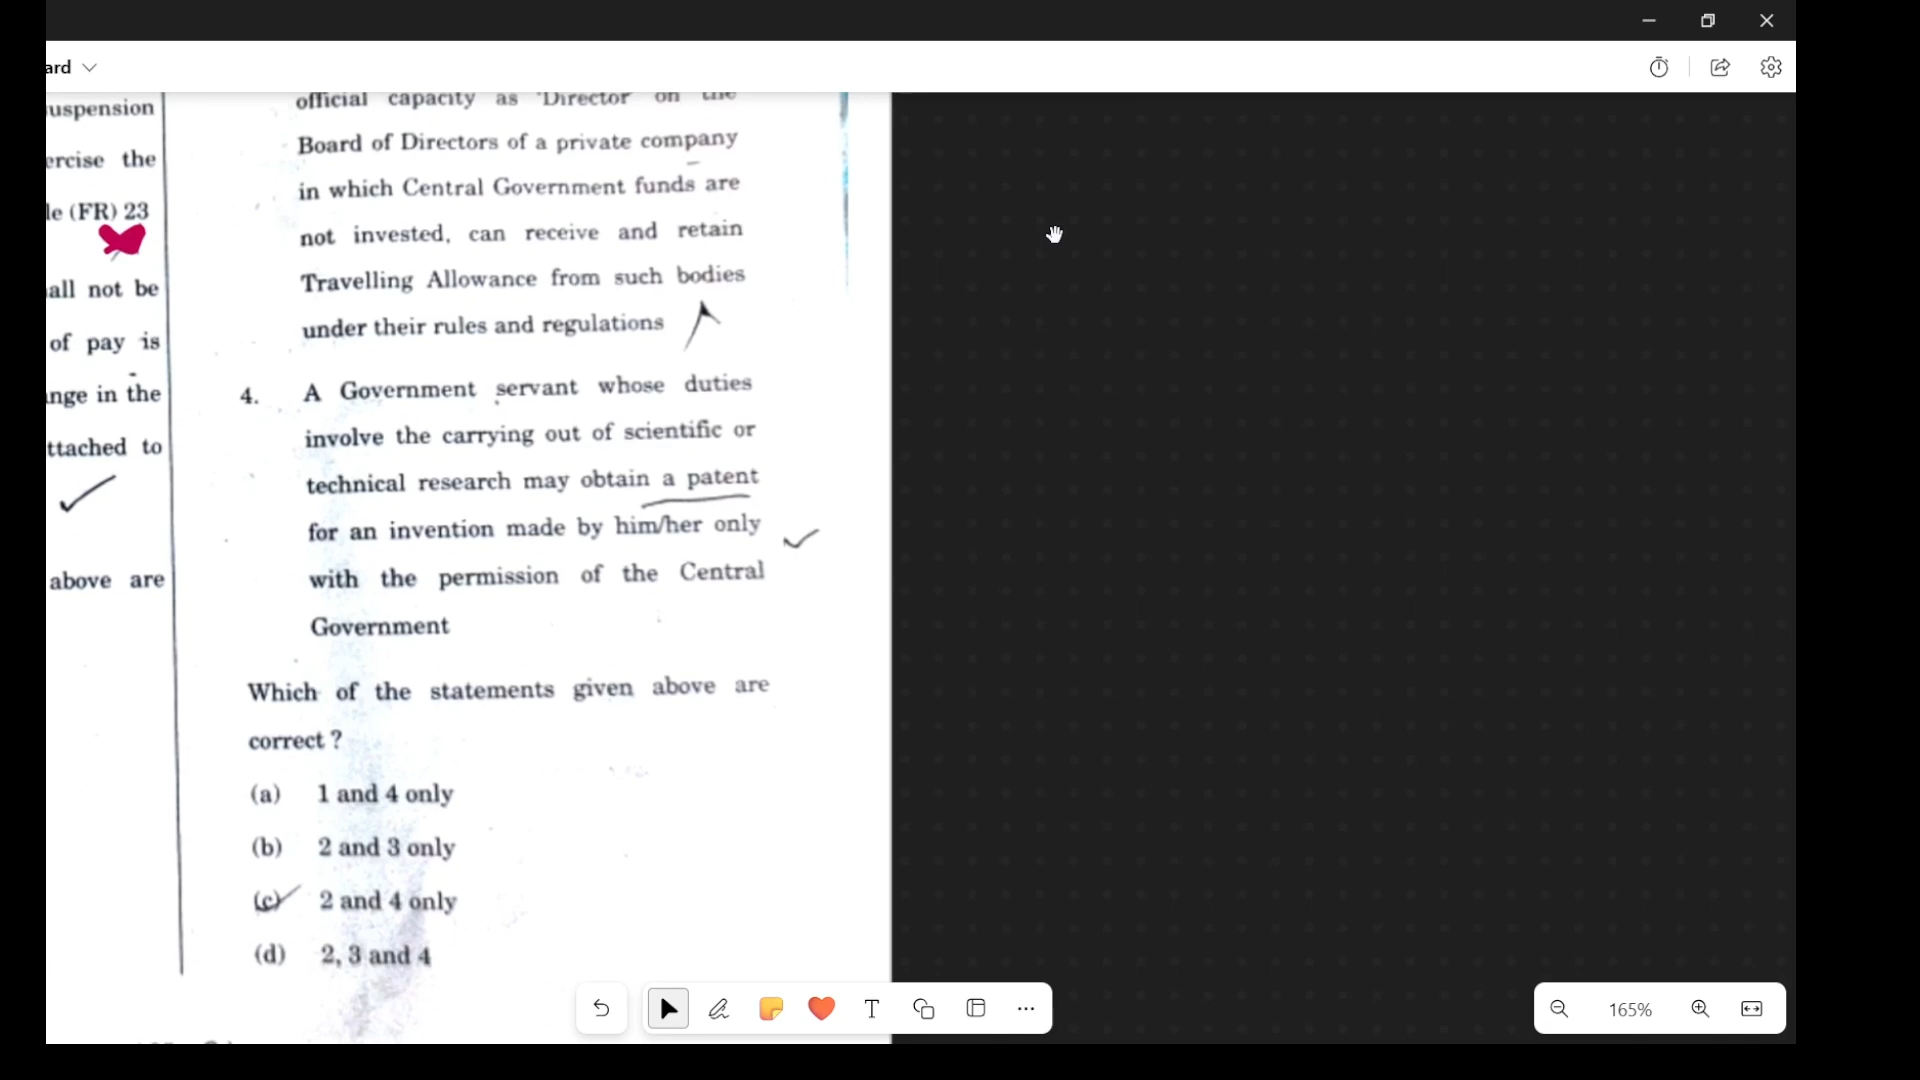 ard
uspension
ercise the
le (FR) 23
all not be
of pay is
nge in the
ttached to
above are
official capacity as 'Director' on the
Board of Directors of a private company
in which Central Government funds are
not invested, can receive and retain
Travelling Allowance from such bodies
under their rules and regulations
4. A Government servant whose duties
involve the carrying out of scientific or
technical research may obtain a patent
for an invention made by him/her only
with the permission of the Central
Government
Which of the statements given above are
correct ?
(a) 1 and 4 only
(b) 2 and 3 only
(c) 2 and 4 only
(d) 2, 3 and 4
T
165%